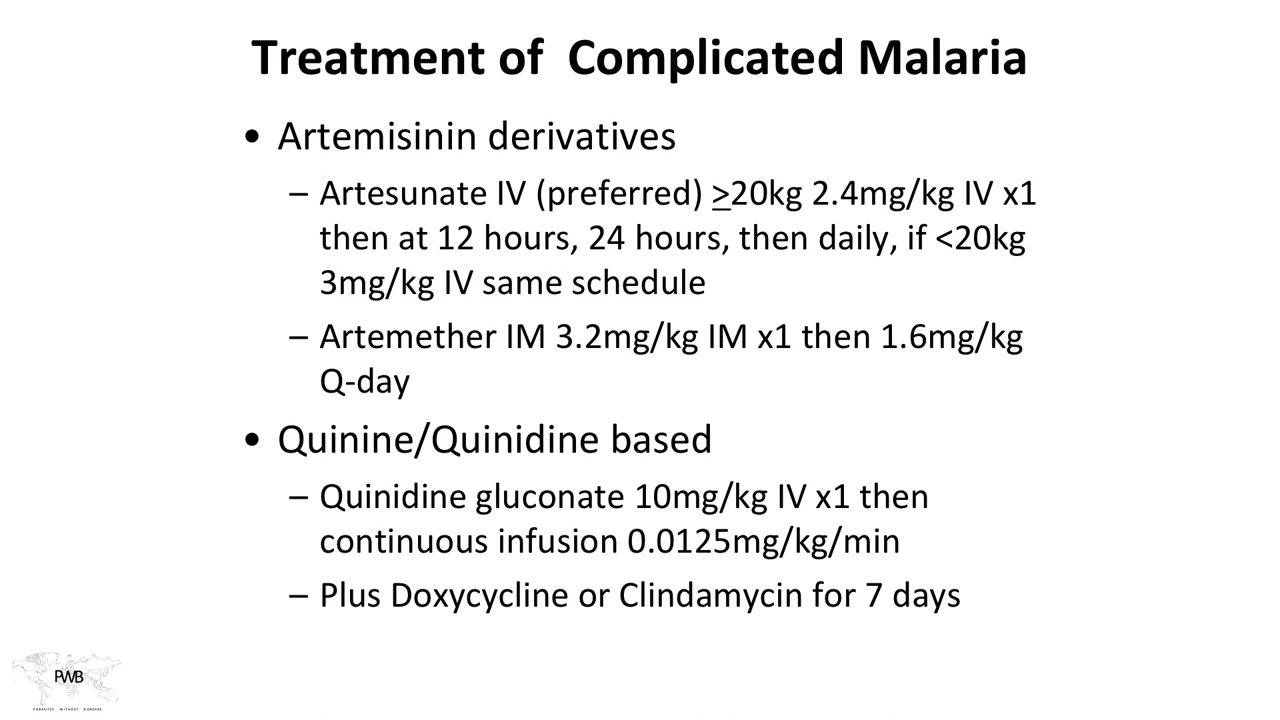 Treatment of Complicated Malaria
• Artemisinin derivatives
– Artesunate IV (preferred) ≥20kg 2.4mg/kg IV x1
then at 12 hours, 24 hours, then daily, if <20kg
3mg/kg IV same schedule
– Artemether IM 3.2mg/kg IM x1 then 1.6mg/kg
Q-day
• Quinine/Quinidine based
– Quinidine gluconate 10mg/kg IV x1 then
continuous infusion 0.0125mg/kg/min
– Plus Doxycycline or Clindamycin for 7 days
PWB
PARASITES WITHOUT BORDERS